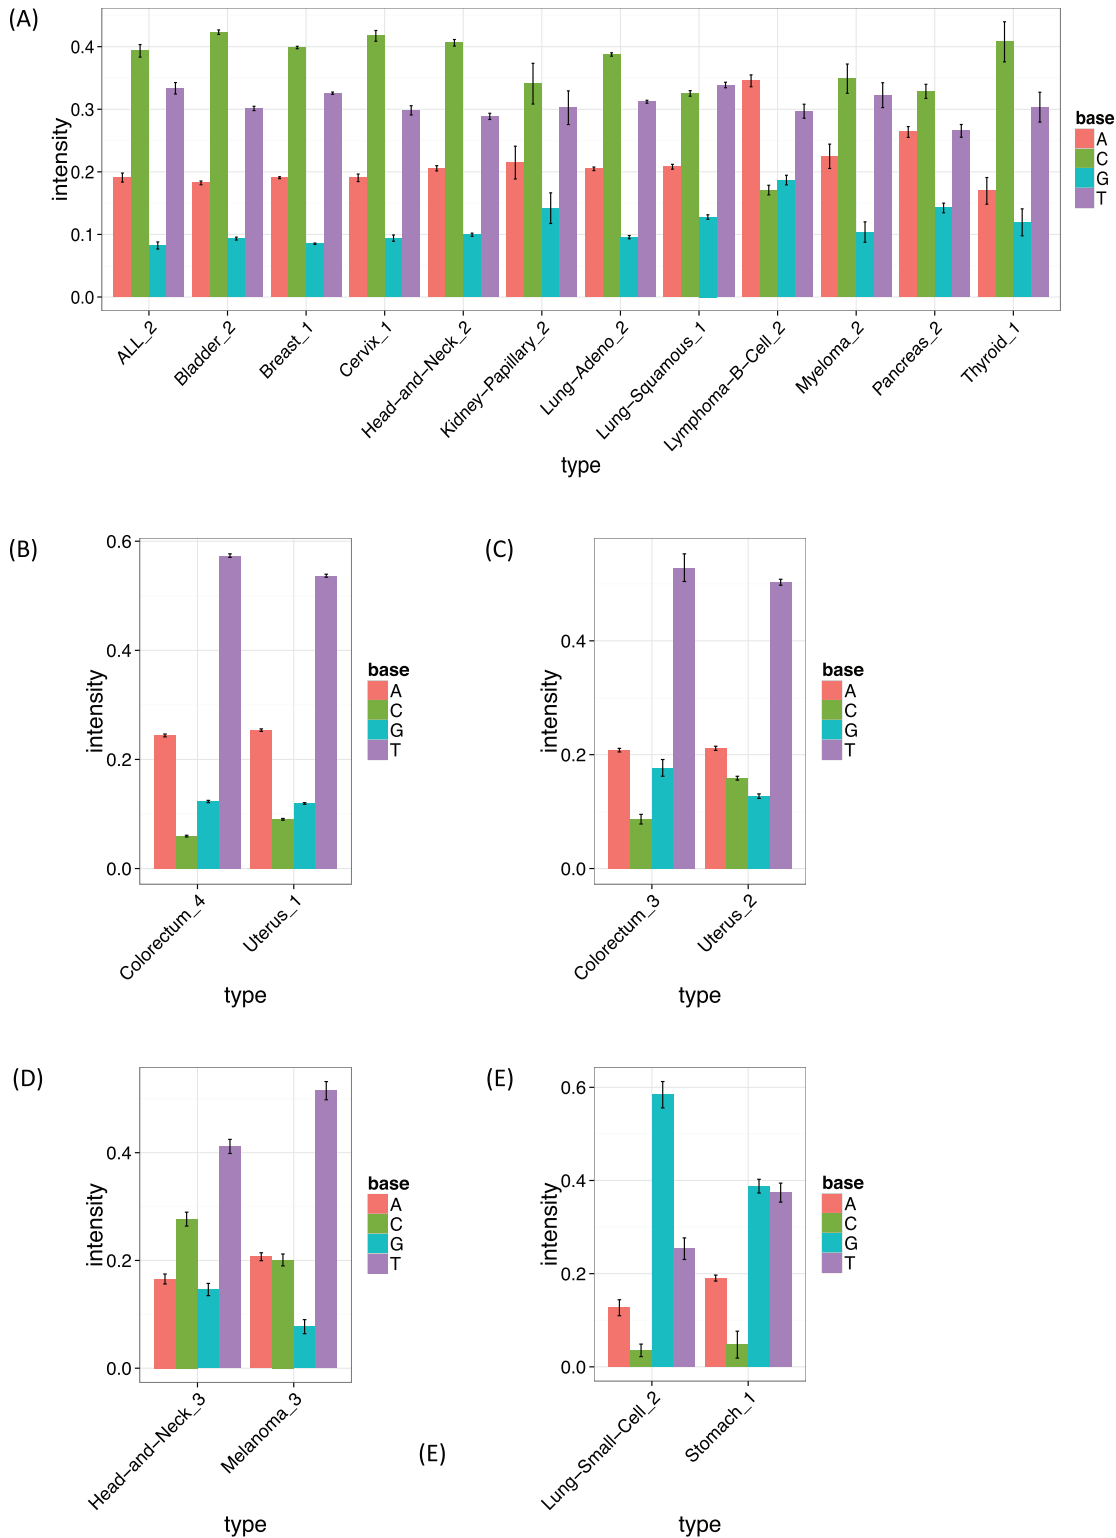 (A)
0.4
0.3
0.2
0.1
0.0
intensity
ALL_2
Bladder_2
Breast_1
Cervix_1
Head−and−Neck_2
Kidney−Papillary_2
Lung−Adeno_2
Lung−Squamous_1
Lymphoma−B−Cell_2
Myeloma_2
Pancreas_2
Thyroid_1
type
base
A
C
G
T
(B)
0.6
0.4
0.2
0.0
intensity
Colorectum_4
Uterus_1
type
base
A
C
G
T
(C)
0.4
0.2
0.0
intensity
Colorectum_3
Uterus_2
type
base
A
C
G
T
(D)
0.4
0.2
0.0
intensity
Head−and−Neck_3
Melanoma_3
type
base
A
C
G
T
(E)
0.6
0.4
0.2
0.0
intensity
Lung−Small−Cell_2
Stomach_1
type
base
A
C
G
T
(E)